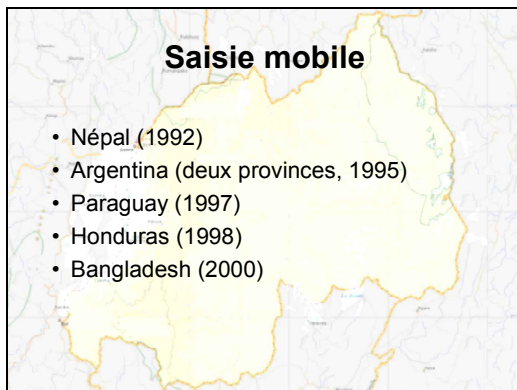 Saisie mobile
• Népal (1992)
• Argentina (deux provinces, 1995)
• Paraguay (1997)
• Honduras (1998)
• Bangladesh (2000)